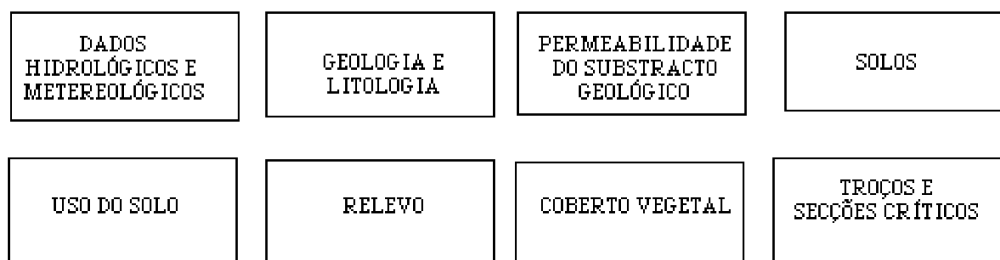 DADOS
HIDROLÓGICOS E
METEREOLÓGICOS
GEOLOGIA E
LITOLOGIA
PERMEABILIDADE
DO SUBSTRACTO
GEOLÓGICO
SOLOS
USO DO SOLO
RELEVO
COBERTO VEGETAL
TROÇOS E
SECÇÕES CRÍTICOS